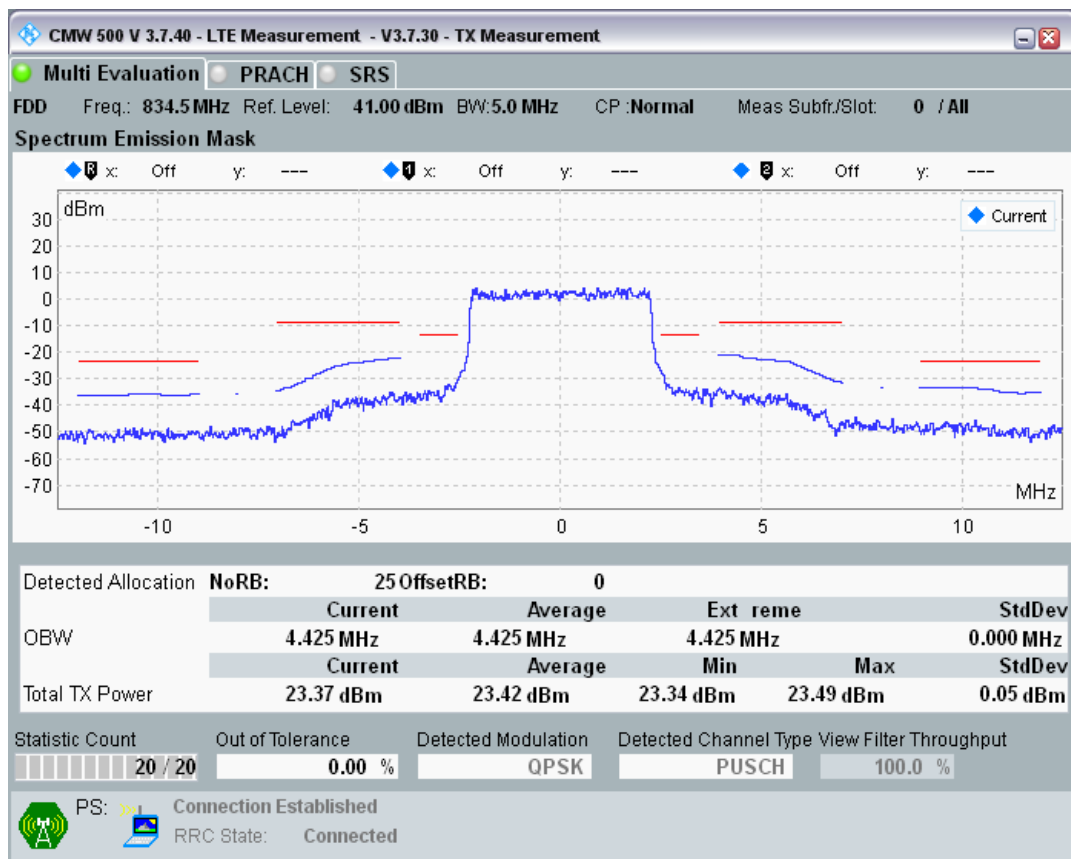 CMW 500 V 3.7.40 - LTE Measurement - V3.7.30 - TX Measurement
Multi Evaluation PRACH SRS
FDD Freq.: 834.5 MHz Ref. Level: 41.00 dBm BW:5.0 MHz CP :Normal Meas Subfr./Slot: 0 / All
Spectrum Emission Mask
R x: Off y: --- 1 x: Off y: --- 2 x: Off y: ---
dBm
Current
30
20
10
0
-10
-20
-30
-40
-50
-60
-70
MHz
-10 -5 0 5 10
Detected Allocation NoRB: 25 OffsetRB: 0
Current Average Ext reme StdDev
OBW 4.425 MHz 4.425 MHz 4.425 MHz 0.000 MHz
Current Average Min Max StdDev
Total TX Power 23.37 dBm 23.42 dBm 23.34 dBm 23.49 dBm 0.05 dBm
Statistic Count Out of Tolerance Detected Modulation Detected Channel Type View Filter Throughput
20 / 20 0.00 % QPSK PUSCH 100.0 %
PS: Connection Established
RRC State: Connected